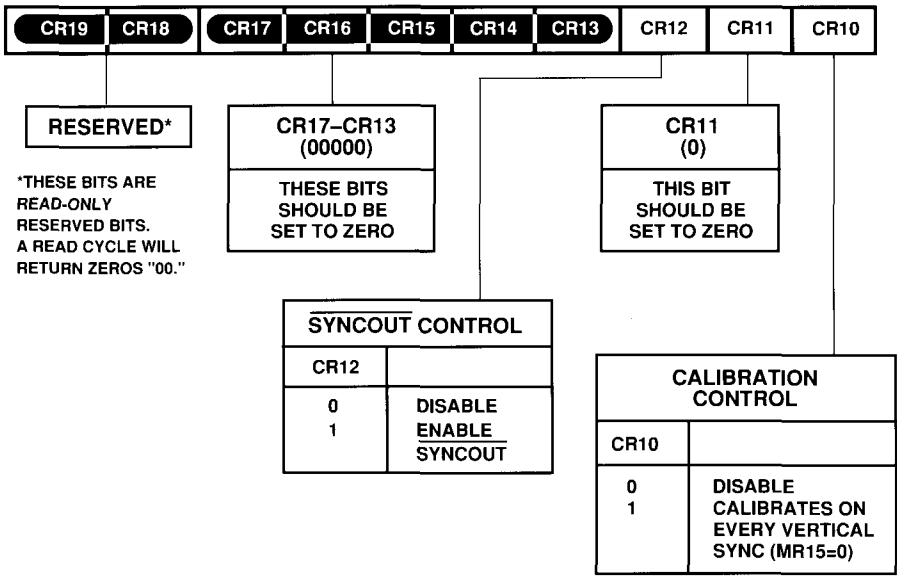 CR19 CR18 CR17 CR16 CR15 CR14 CR13 CR12 CR11 CR10
RESERVED*
*THESE BITS ARE
READ-ONLY
RESERVED BITS.
A READ CYCLE WILL
RETURN ZEROS "00."
CR17–CR13
(00000)
THESE BITS
SHOULD BE
SET TO ZERO
CR11
(0)
THIS BIT
SHOULD BE
SET TO ZERO
SYNCOUT CONTROL
CR12
0 DISABLE
1 ENABLE
SYNCOUT
CALIBRATION
CONTROL
CR10
0 DISABLE
1 CALIBRATES ON
EVERY VERTICAL
SYNC (MR15=0)